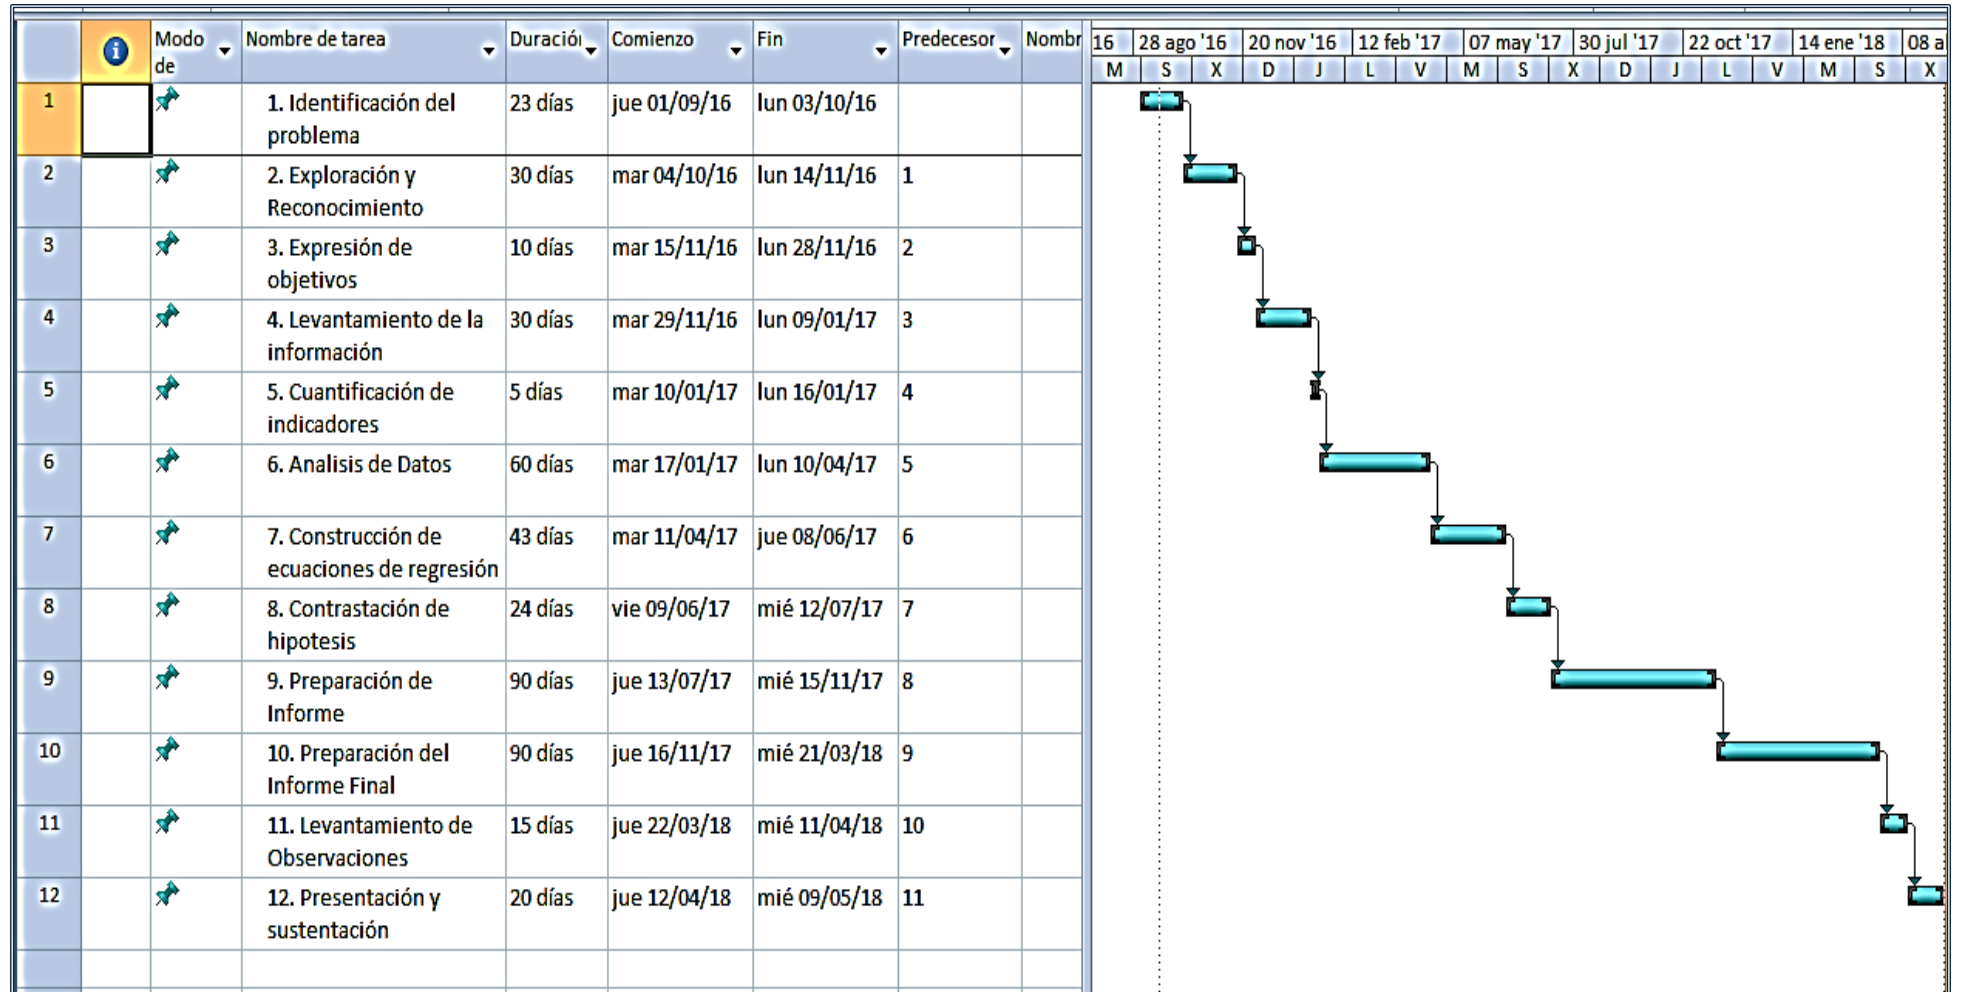 Modo de
Nombre de tarea
Duración
Comienzo
Fin
Predecesor
Nombr
16
28 ago '16
20 nov '16
12 feb '17
07 may '17
30 jul '17
22 oct '17
14 ene '18
08 a
M S X D J L V M S X D J L V M S X
1
1. Identificación del
problema
23 días
jue 01/09/16
lun 03/10/16
2
2. Exploración y
Reconocimiento
30 días
mar 04/10/16
lun 14/11/16
1
3
3. Expresión de
objetivos
10 días
mar 15/11/16
lun 28/11/16
2
4
4. Levantamiento de la
información
30 días
mar 29/11/16
lun 09/01/17
3
5
5. Cuantificación de
indicadores
5 días
mar 10/01/17
lun 16/01/17
4
6
6. Analisis de Datos
60 días
mar 17/01/17
lun 10/04/17
5
7
7. Construcción de
ecuaciones de regresión
43 días
mar 11/04/17
jue 08/06/17
6
8
8. Contrastación de
hipotesis
24 días
vie 09/06/17
mié 12/07/17
7
9
9. Preparación de
Informe
90 días
jue 13/07/17
mié 15/11/17
8
10
10. Preparación del
Informe Final
90 días
jue 16/11/17
mié 21/03/18
9
11
11. Levantamiento de
Observaciones
15 días
jue 22/03/18
mié 11/04/18
10
12
12. Presentación y
sustentación
20 días
jue 12/04/18
mié 09/05/18
11